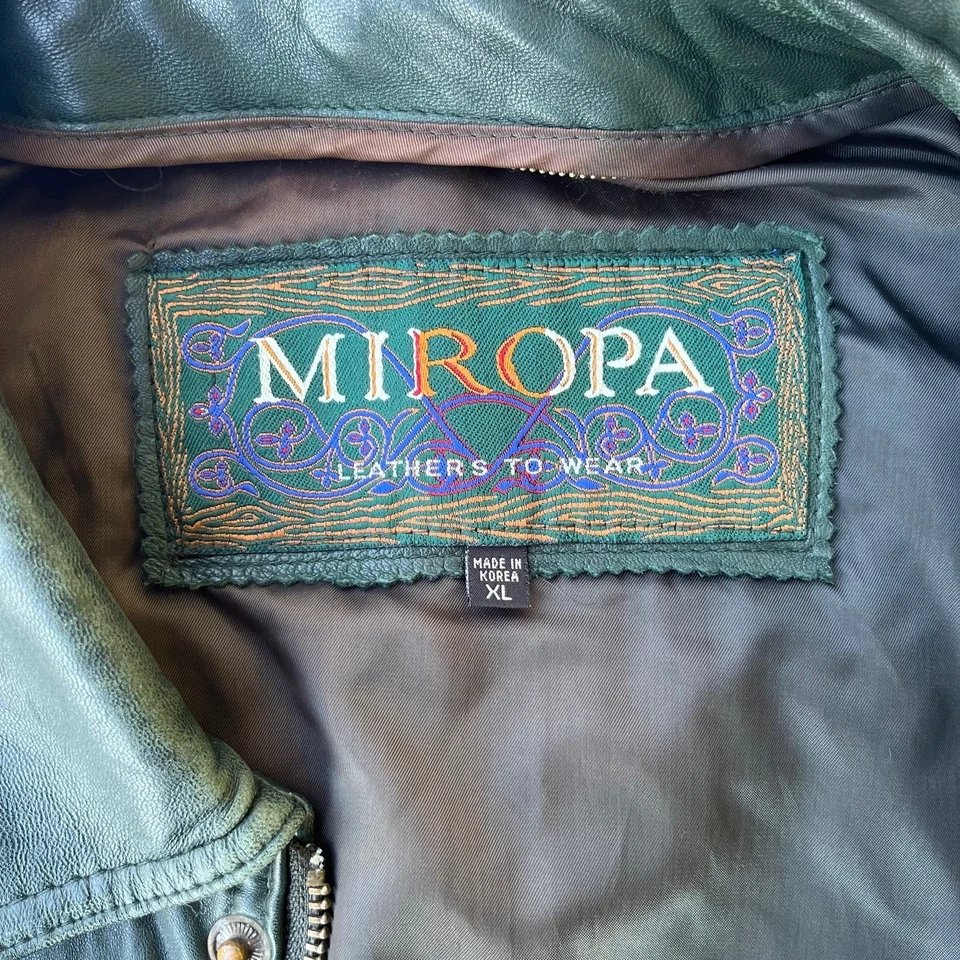 MIROPA
LEATHERS TO WEAR
MADE IN
KOREA
XL